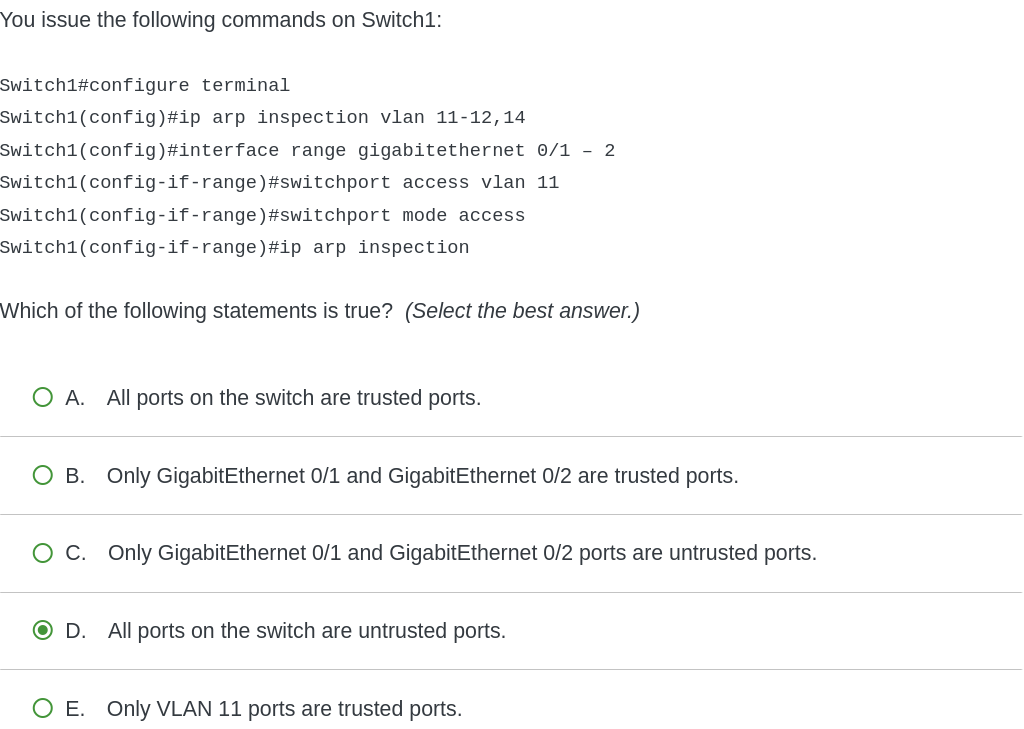 You issue the following commands on Switch1:
Switch1#configure terminal
Switch1(config)#ip arp inspection vlan 11-12,14
Switch1(config)#interface range gigabitethernet 0/1 – 2
Switch1(config-if-range)#switchport access vlan 11
Switch1(config-if-range)#switchport mode access
Switch1(config-if-range)#ip arp inspection
Which of the following statements is true? (Select the best answer.)
A. All ports on the switch are trusted ports.
B. Only GigabitEthernet 0/1 and GigabitEthernet 0/2 are trusted ports.
C. Only GigabitEthernet 0/1 and GigabitEthernet 0/2 ports are untrusted ports.
D. All ports on the switch are untrusted ports.
E. Only VLAN 11 ports are trusted ports.